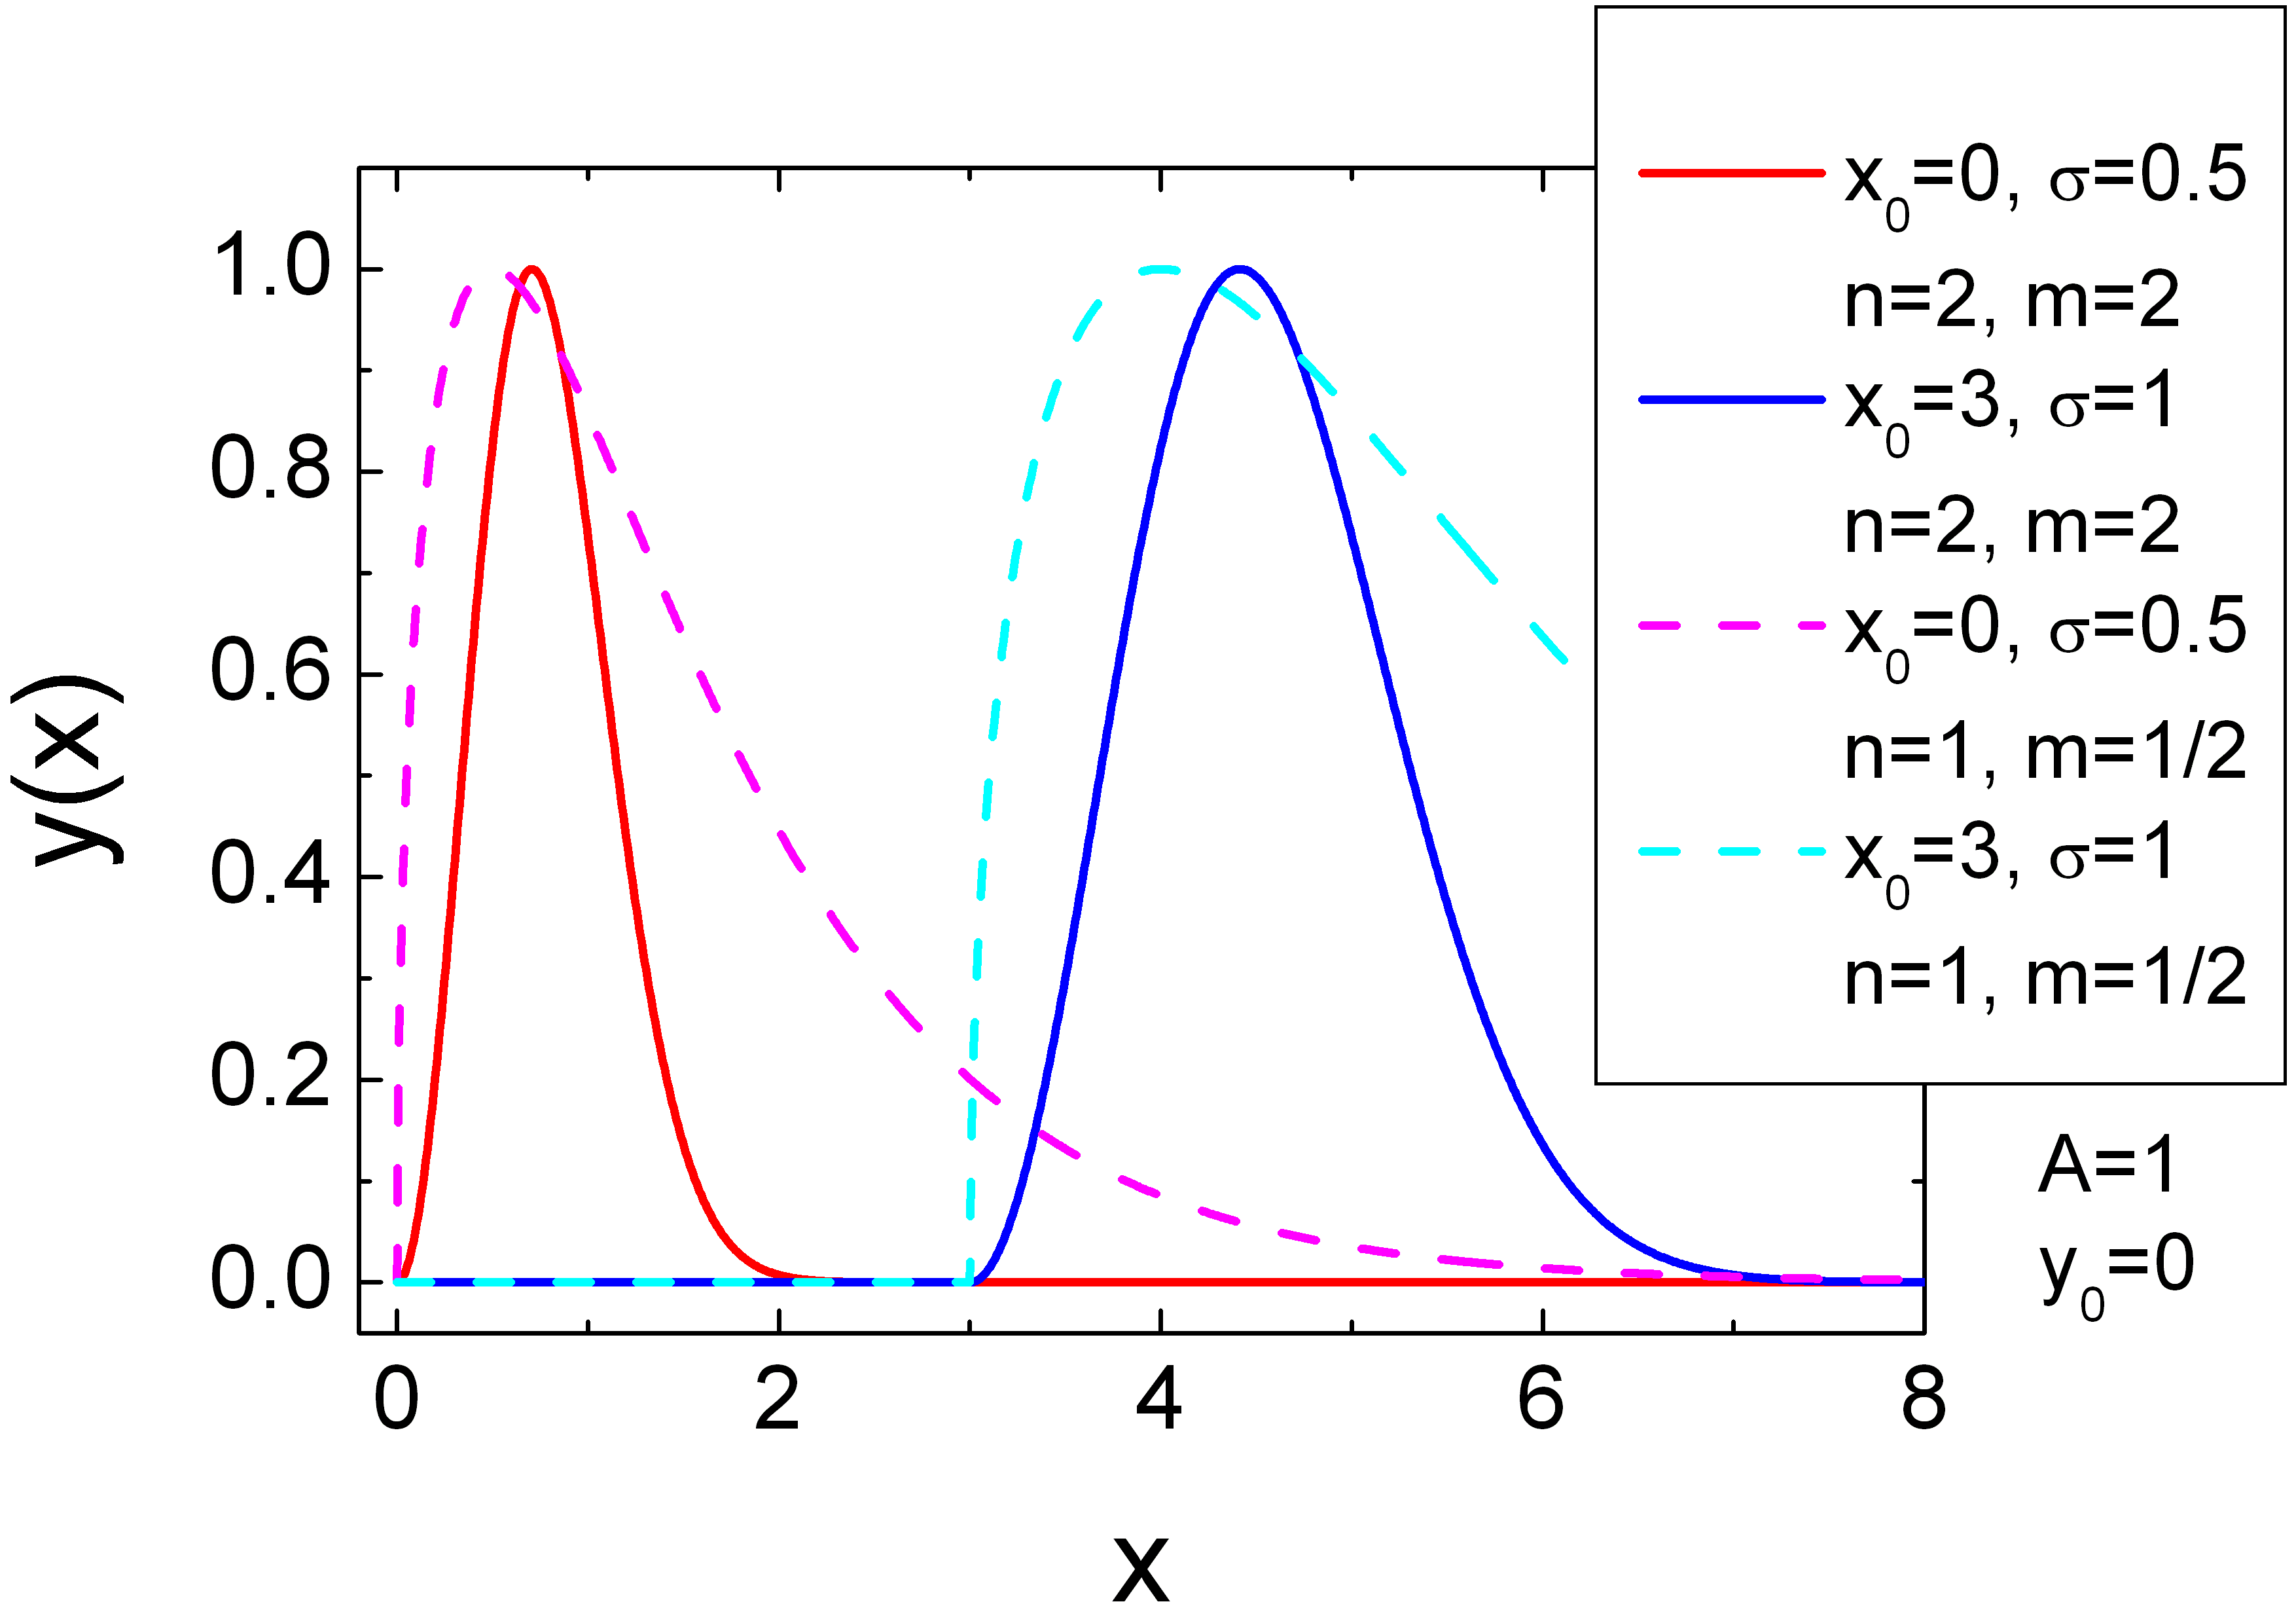 x₀=0, σ=0.5
n=2, m=2
x₀=3, σ=1
n=2, m=2
x₀=0, σ=0.5
n=1, m=1/2
x₀=3, σ=1
n=1, m=1/2
A=1
y₀=0
y(x)
1.0
0.8
0.6
0.4
0.2
0.0
0 2 4 6 8
x